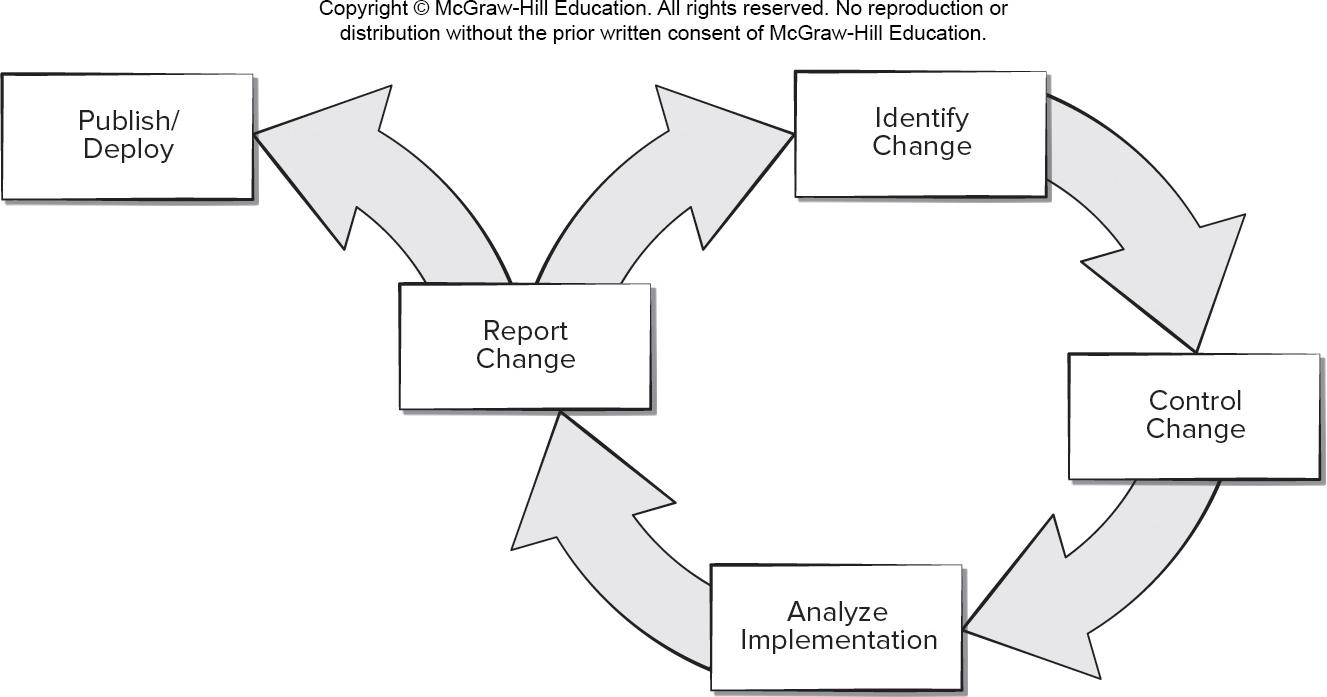 Copyright © McGraw-Hill Education. All rights reserved. No reproduction or
distribution without the prior written consent of McGraw-Hill Education.
Publish/
Deploy
Identify
Change
Report
Change
Control
Change
Analyze
Implementation